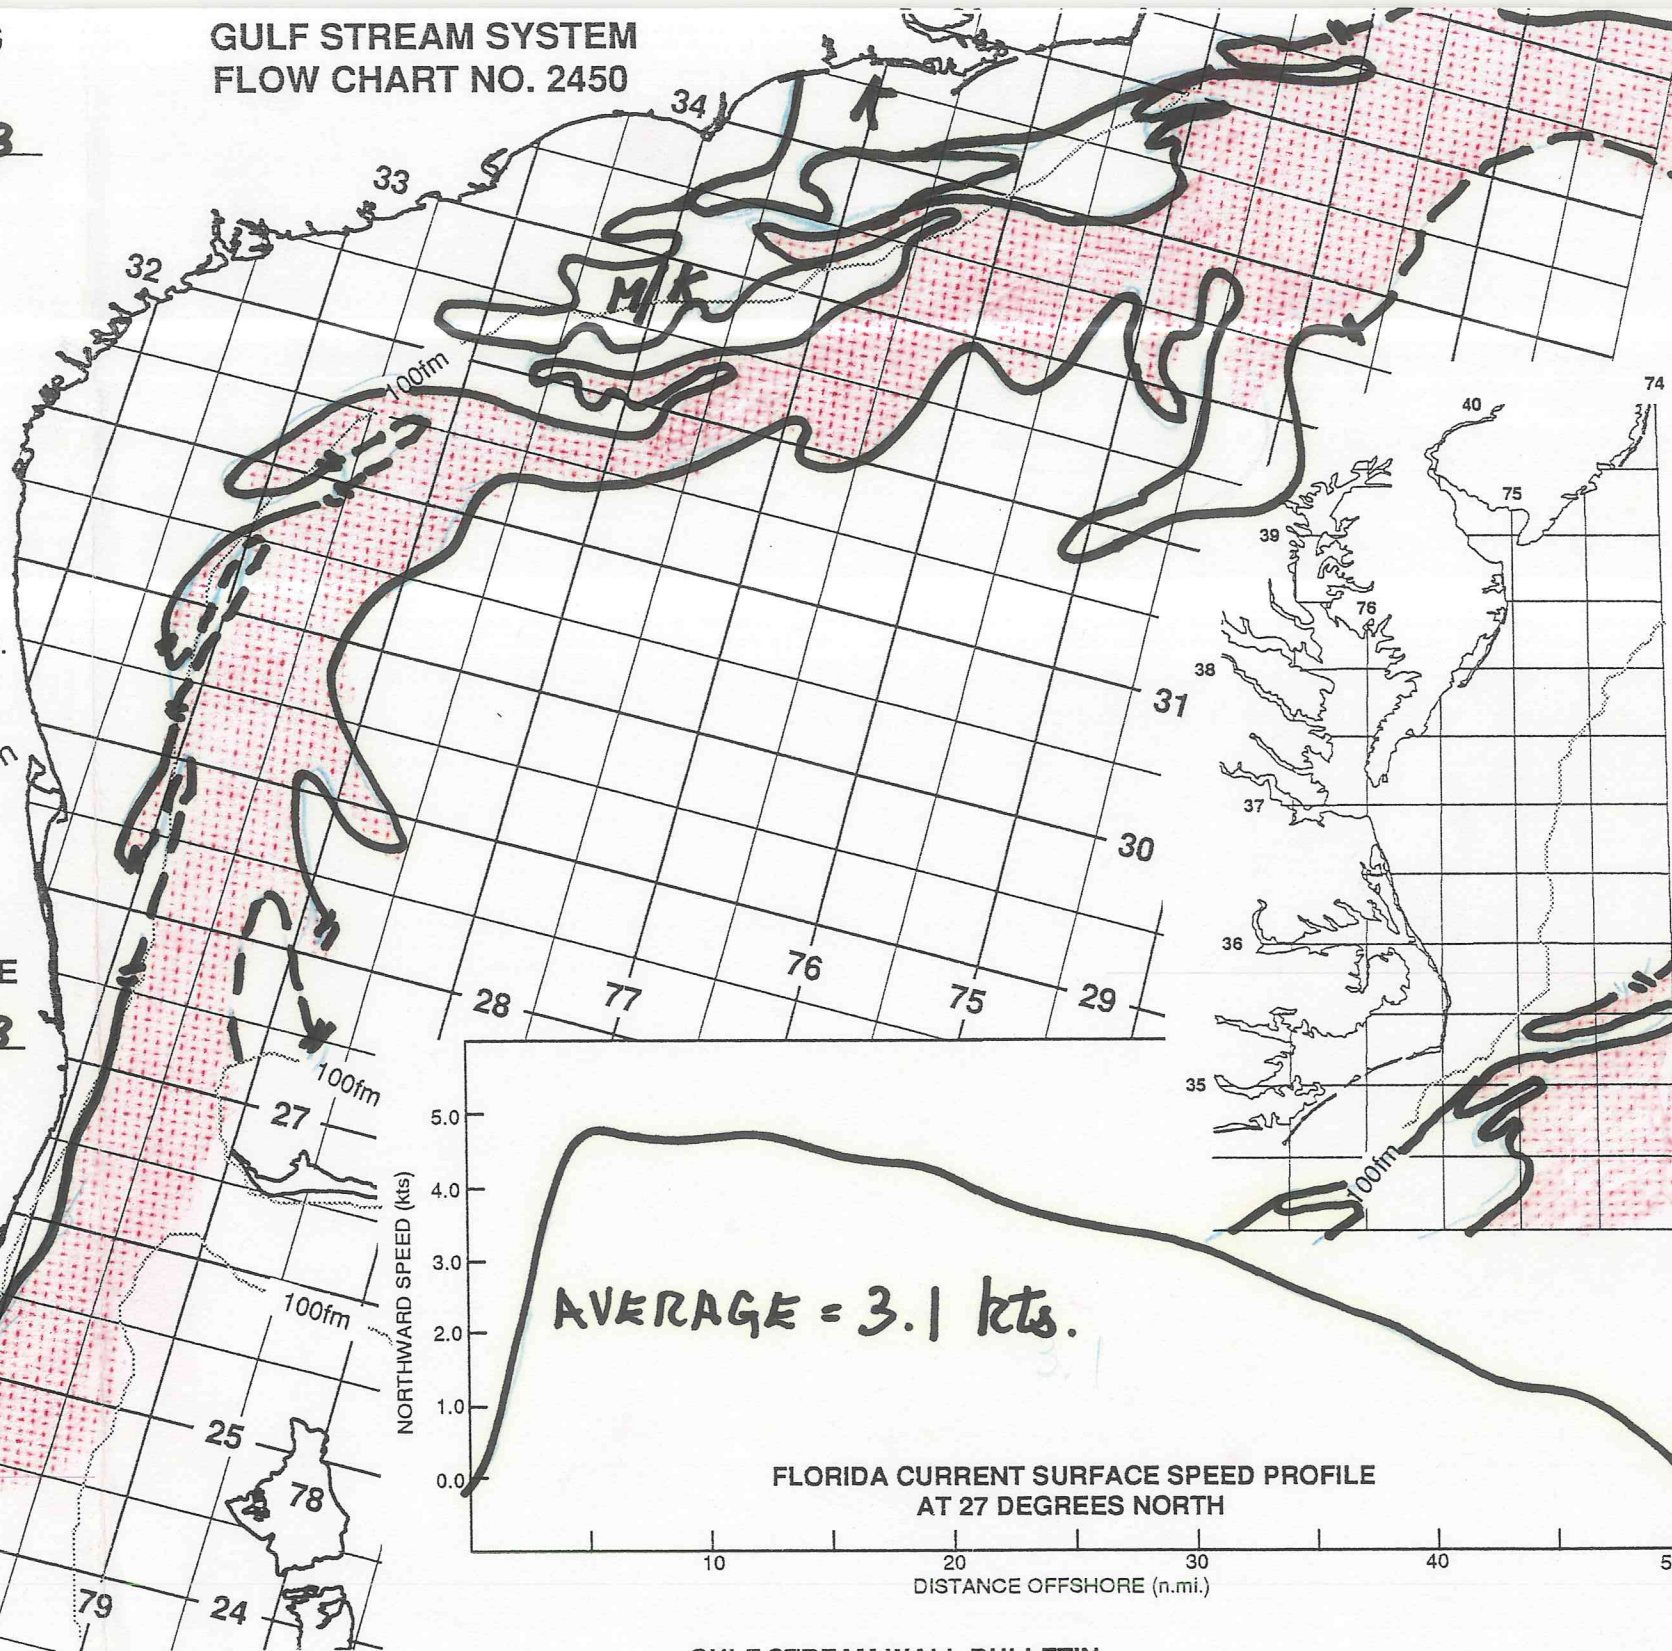 GULF STREAM SYSTEM
FLOW CHART NO. 2450
34
33
32
M/K
100fm
74
40
75
39
76
38
31
37
30
36
E
76
28
77
75
29
35
100fm
27
100fm
5.0
4.0
3.0
2.0
1.0
0.0
NORTHWARD SPEED (kts)
100fm
AVERAGE = 3.1 kts.
25
78
FLORIDA CURRENT SURFACE SPEED PROFILE
AT 27 DEGREES NORTH
10
20
30
40
79
24
DISTANCE OFFSHORE (n.mi.)